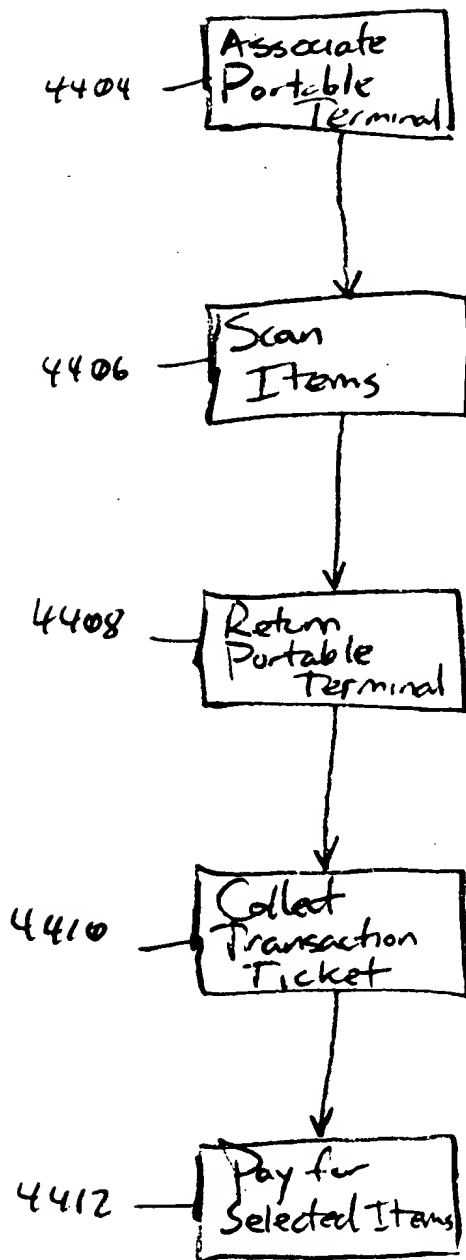 4404
Associate
Portable
Terminal
4406
Scan
Items
4408
Return
Portable
Terminal
4410
Collect
Transaction
Ticket
4412
Pay for
Selected Items